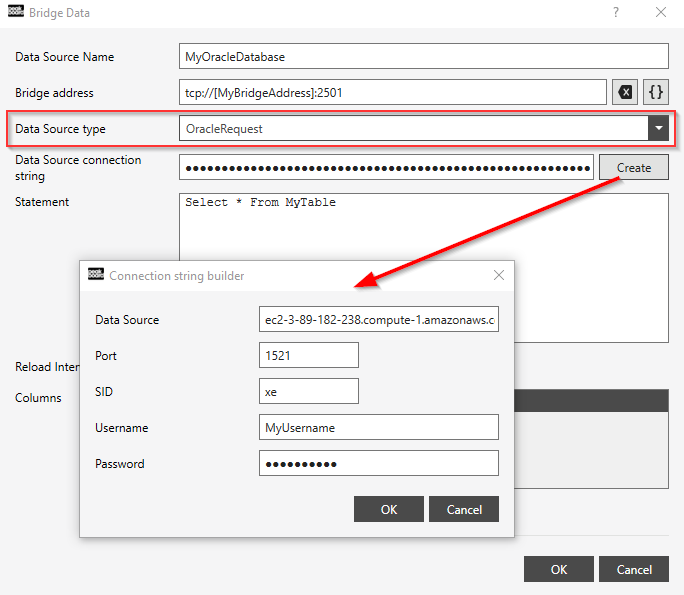 Bridge Data
Data Source Name
MyOracleDatabase
Bridge address
tcp://[MyBridgeAddress]:2501
{}
Data Source type
OracleRequest
Data Source connection
string
Create
Statement
Select * From MyTable
Connection string builder
Data Source
ec2-3-89-182-238.compute-1.amazonaws.c
Port
1521
SID
xe
Username
MyUsername
Password
OK
Cancel
Reload Inter
Columns
OK
Cancel